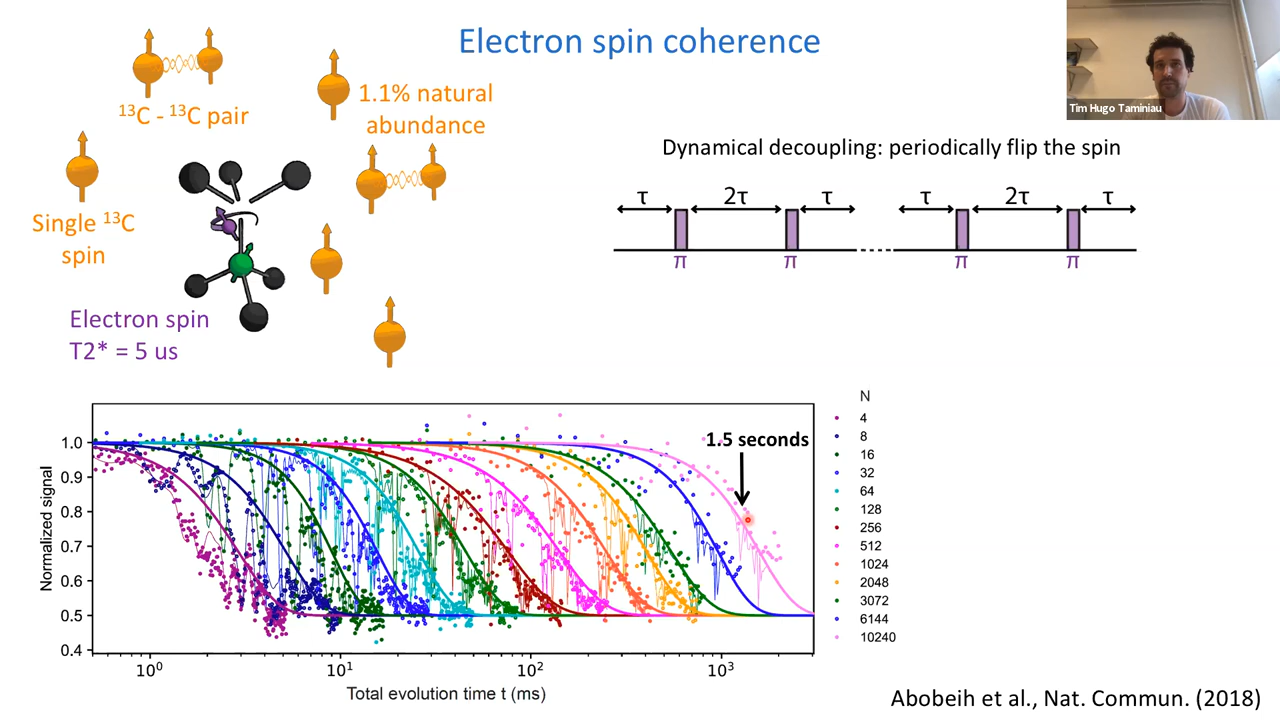 Electron spin coherence
Tim Hugo Taminiau
¹³C - ¹³C pair
1.1% natural
abundance
Single ¹³C
spin
Electron spin
T2* = 5 us
Dynamical decoupling: periodically flip the spin
τ 2τ τ τ 2τ τ
π π π π
Normalized signal
1.0
0.9
0.8
0.7
0.6
0.5
0.4
10⁰ 10¹ 10² 10³
Total evolution time t (ms)
1.5 seconds
N
4
8
16
32
64
128
256
512
1024
2048
3072
6144
10240
Abobeih et al., Nat. Commun. (2018)